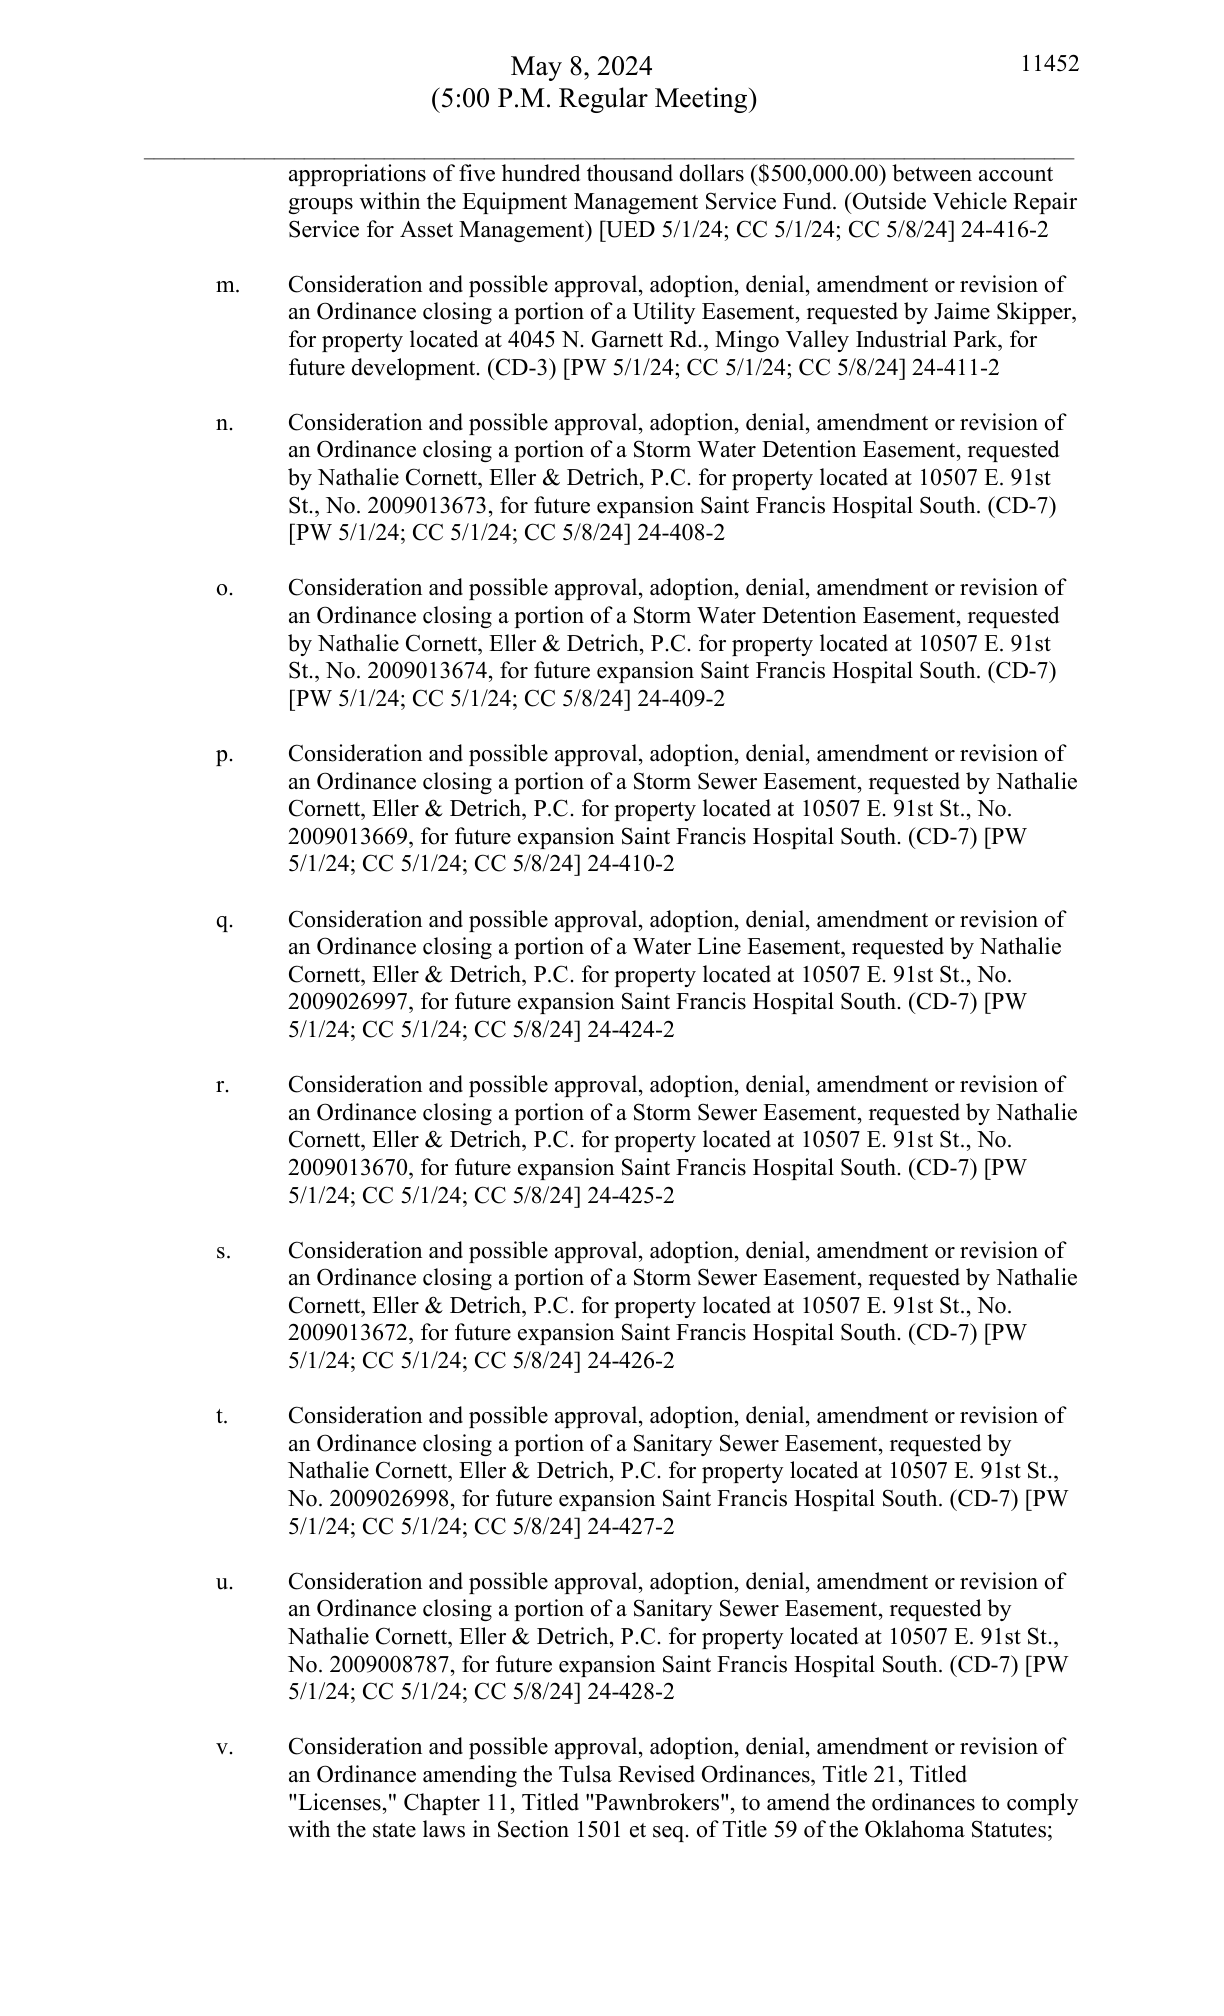 May 8, 2024
11452
(5:00 P.M. Regular Meeting)
appropriations of five hundred thousand dollars ($500,000.00) between account
groups within the Equipment Management Service Fund. (Outside Vehicle Repair
Service for Asset Management) [UED 5/1/24; CC 5/1/24; CC 5/8/24] 24-416-2
m. Consideration and possible approval, adoption, denial, amendment or revision of
an Ordinance closing a portion of a Utility Easement, requested by Jaime Skipper,
for property located at 4045 N. Garnett Rd., Mingo Valley Industrial Park, for
future development. (CD-3) [PW 5/1/24; CC 5/1/24; CC 5/8/24] 24-411-2
n. Consideration and possible approval, adoption, denial, amendment or revision of
an Ordinance closing a portion of a Storm Water Detention Easement, requested
by Nathalie Cornett, Eller & Detrich, P.C. for property located at 10507 E. 91st
St., No. 2009013673, for future expansion Saint Francis Hospital South. (CD-7)
[PW 5/1/24; CC 5/1/24; CC 5/8/24] 24-408-2
o. Consideration and possible approval, adoption, denial, amendment or revision of
an Ordinance closing a portion of a Storm Water Detention Easement, requested
by Nathalie Cornett, Eller & Detrich, P.C. for property located at 10507 E. 91st
St., No. 2009013674, for future expansion Saint Francis Hospital South. (CD-7)
[PW 5/1/24; CC 5/1/24; CC 5/8/24] 24-409-2
p. Consideration and possible approval, adoption, denial, amendment or revision of
an Ordinance closing a portion of a Storm Sewer Easement, requested by Nathalie
Cornett, Eller & Detrich, P.C. for property located at 10507 E. 91st St., No.
2009013669, for future expansion Saint Francis Hospital South. (CD-7) [PW
5/1/24; CC 5/1/24; CC 5/8/24] 24-410-2
q. Consideration and possible approval, adoption, denial, amendment or revision of
an Ordinance closing a portion of a Water Line Easement, requested by Nathalie
Cornett, Eller & Detrich, P.C. for property located at 10507 E. 91st St., No.
2009026997, for future expansion Saint Francis Hospital South. (CD-7) [PW
5/1/24; CC 5/1/24; CC 5/8/24] 24-424-2
r. Consideration and possible approval, adoption, denial, amendment or revision of
an Ordinance closing a portion of a Storm Sewer Easement, requested by Nathalie
Cornett, Eller & Detrich, P.C. for property located at 10507 E. 91st St., No.
2009013670, for future expansion Saint Francis Hospital South. (CD-7) [PW
5/1/24; CC 5/1/24; CC 5/8/24] 24-425-2
s. Consideration and possible approval, adoption, denial, amendment or revision of
an Ordinance closing a portion of a Storm Sewer Easement, requested by Nathalie
Cornett, Eller & Detrich, P.C. for property located at 10507 E. 91st St., No.
2009013672, for future expansion Saint Francis Hospital South. (CD-7) [PW
5/1/24; CC 5/1/24; CC 5/8/24] 24-426-2
t. Consideration and possible approval, adoption, denial, amendment or revision of
an Ordinance closing a portion of a Sanitary Sewer Easement, requested by
Nathalie Cornett, Eller & Detrich, P.C. for property located at 10507 E. 91st St.,
No. 2009026998, for future expansion Saint Francis Hospital South. (CD-7) [PW
5/1/24; CC 5/1/24; CC 5/8/24] 24-427-2
u. Consideration and possible approval, adoption, denial, amendment or revision of
an Ordinance closing a portion of a Sanitary Sewer Easement, requested by
Nathalie Cornett, Eller & Detrich, P.C. for property located at 10507 E. 91st St.,
No. 2009008787, for future expansion Saint Francis Hospital South. (CD-7) [PW
5/1/24; CC 5/1/24; CC 5/8/24] 24-428-2
v. Consideration and possible approval, adoption, denial, amendment or revision of
an Ordinance amending the Tulsa Revised Ordinances, Title 21, Titled
"Licenses," Chapter 11, Titled "Pawnbrokers", to amend the ordinances to comply
with the state laws in Section 1501 et seq. of Title 59 of the Oklahoma Statutes;